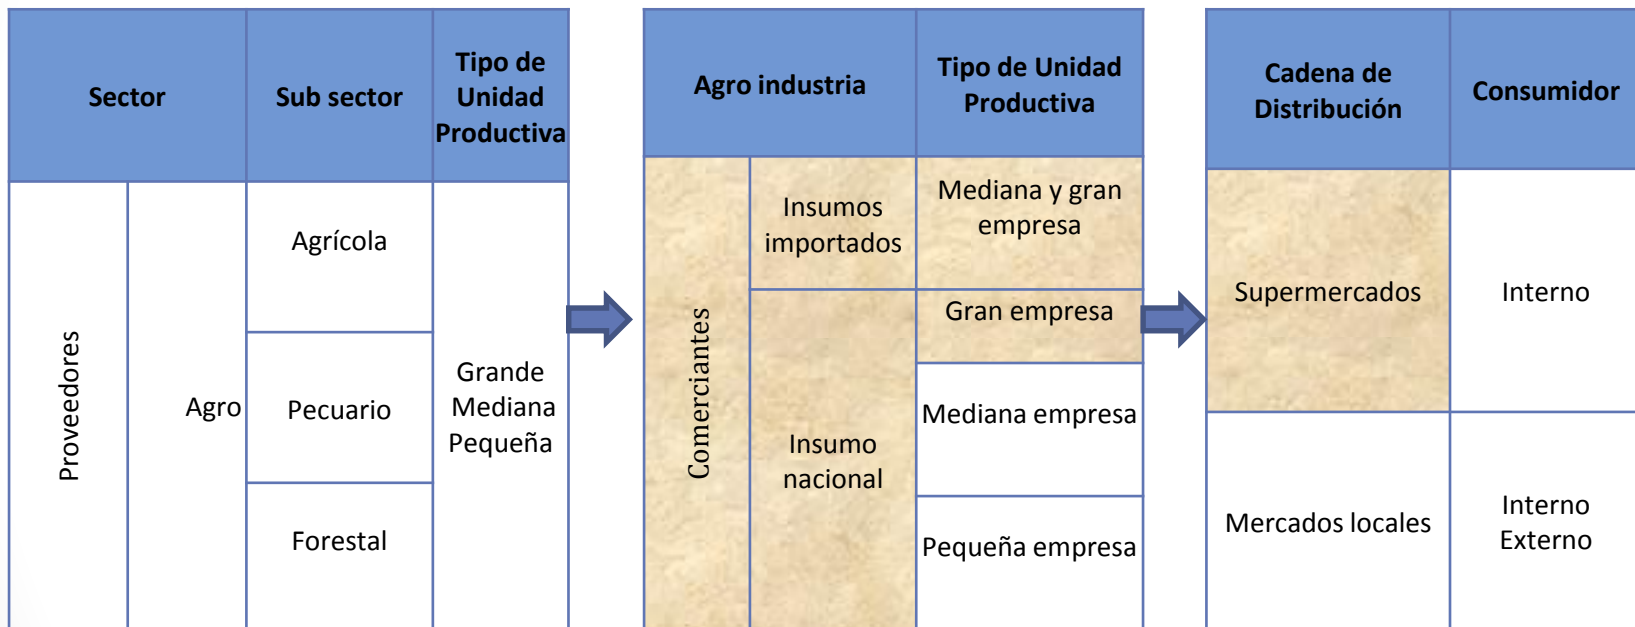 Sector
Sub sector
Tipo de
Unidad
Productiva
Proveedores
Agro
Agrícola
Pecuario
Forestal
Grande
Mediana
Pequeña
Agro industria
Tipo de Unidad
Productiva
Comerciantes
Insumos
importados
Mediana y gran
empresa
Insumo
nacional
Gran empresa
Mediana empresa
Pequeña empresa
Cadena de
Distribución
Consumidor
Supermercados
Interno
Mercados locales
Interno
Externo